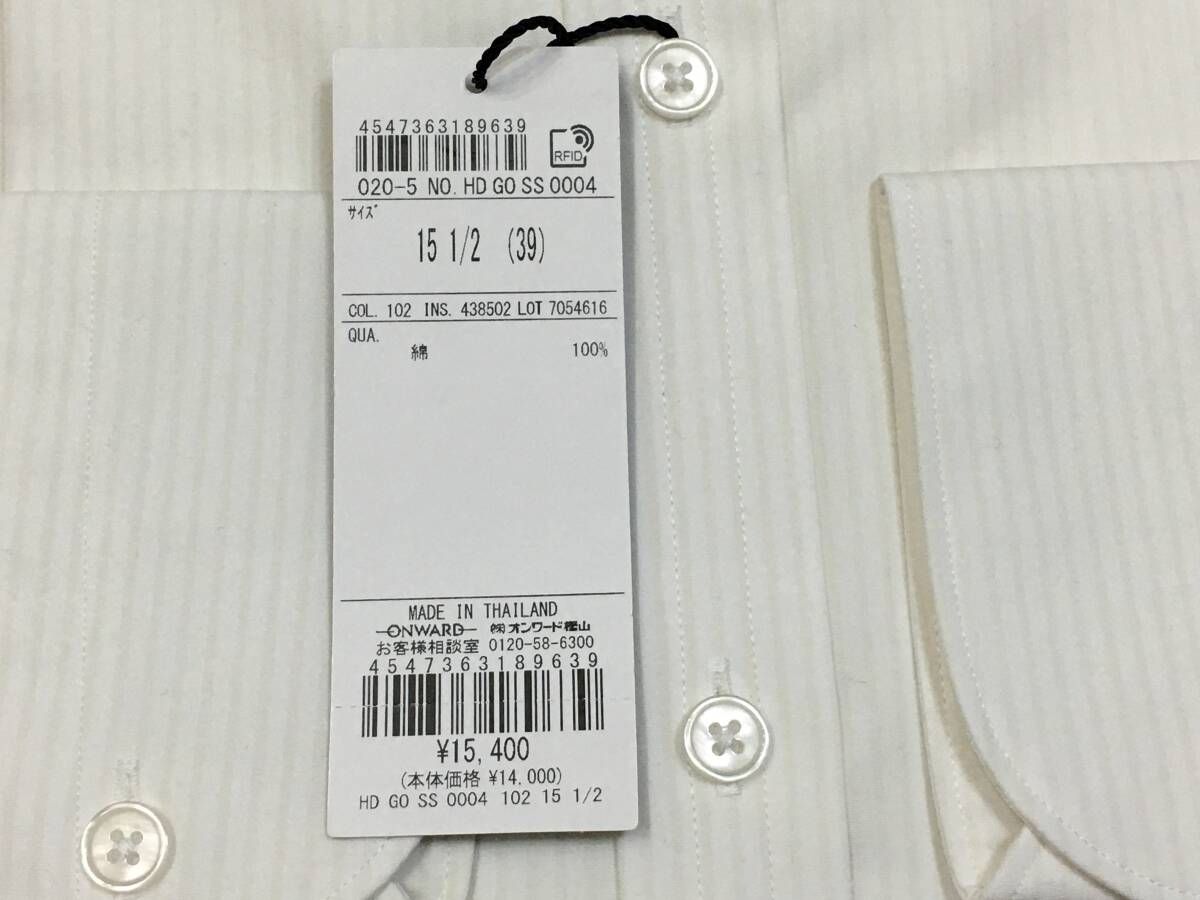 4547363189639
RFID
020-5 NO. HD GO SS 0004
ｻｲｽﾞ
15 1/2 (39)
COL. 102 INS. 438502 LOT 7054616
QUA.
綿 100%
MADE IN THAILAND
ONWARD ㈱オンワード樫山
お客様相談室 0120-58-6300
4547363189639
¥15,400
(本体価格 ¥14,000)
HD GO SS 0004 102 15 1/2